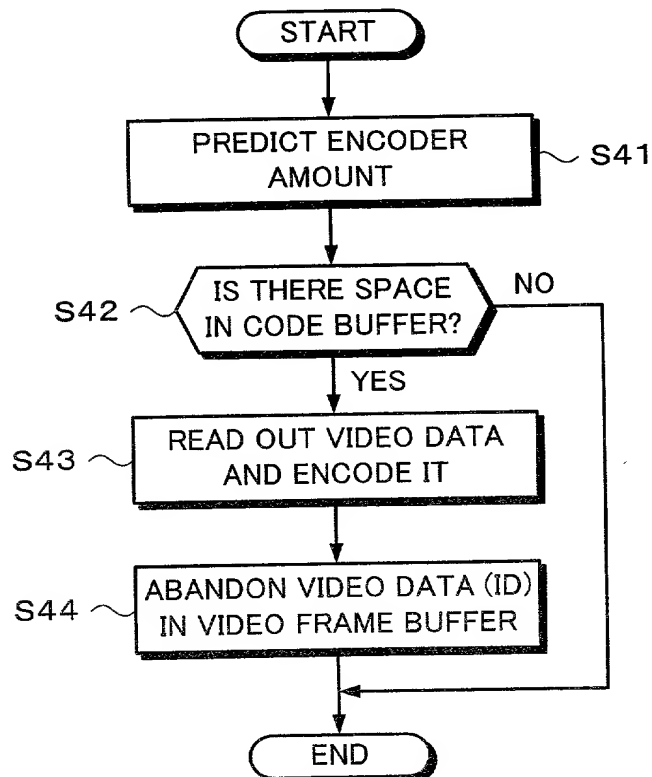 START
PREDICT ENCODER
AMOUNT
S41
IS THERE SPACE
IN CODE BUFFER?
S42
NO
YES
READ OUT VIDEO DATA
AND ENCODE IT
S43
ABANDON VIDEO DATA (ID)
IN VIDEO FRAME BUFFER
S44
END